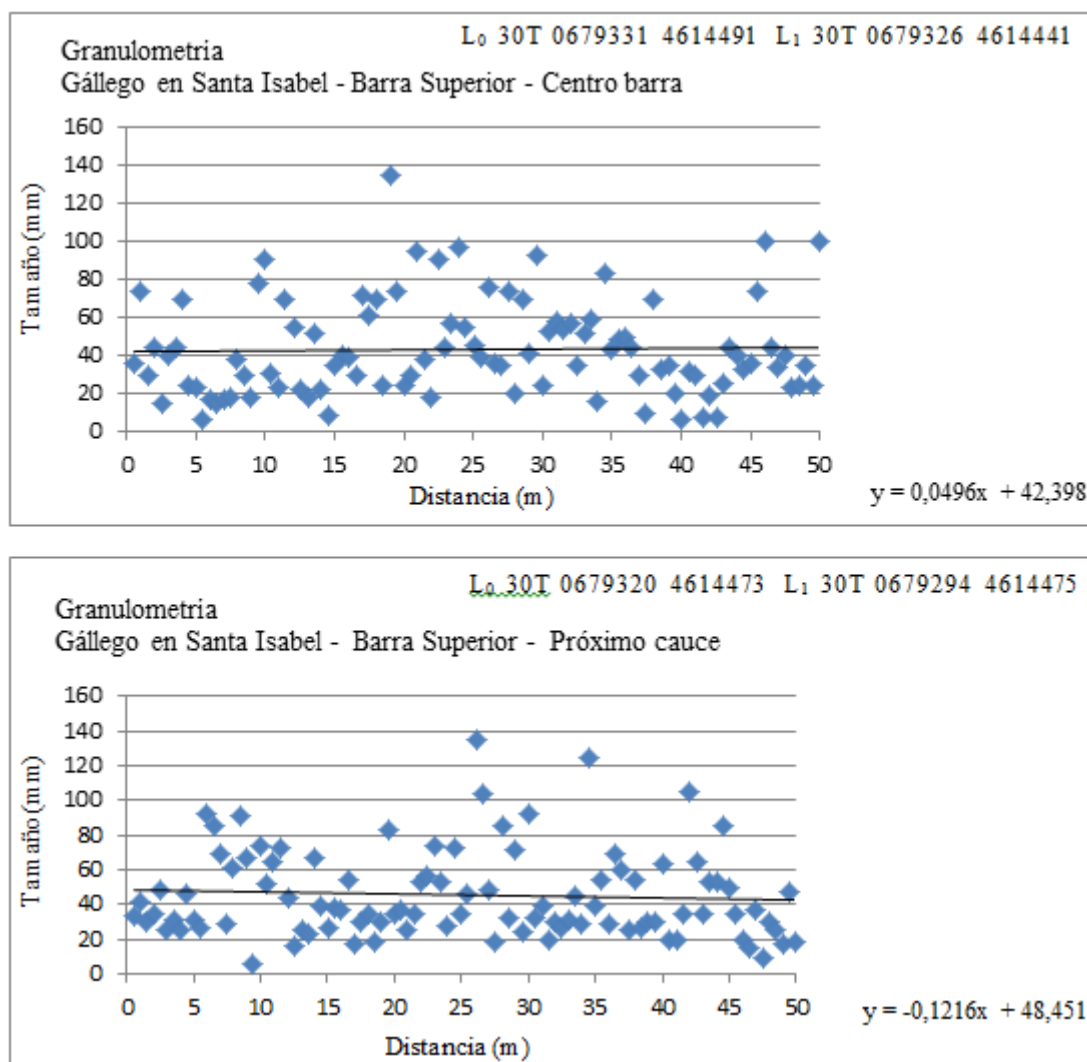 L₀ 30T 0679331 4614491 L₁ 30T 0679326 4614441
Granulometria
Gállego en Santa Isabel - Barra Superior - Centro barra
160
140
120
100
80
60
40
20
0
Tamaño (mm)
0 5 10 15 20 25 30 35 40 45 50
Distancia (m)
y = 0,0496x + 42,398
L₀ 30T 0679320 4614473 L₁ 30T 0679294 4614475
Granulometria
Gállego en Santa Isabel - Barra Superior - Próximo cauce
160
140
120
100
80
60
40
20
0
Tamaño (mm)
0 5 10 15 20 25 30 35 40 45 50
Distancia (m)
y = -0,1216x + 48,451